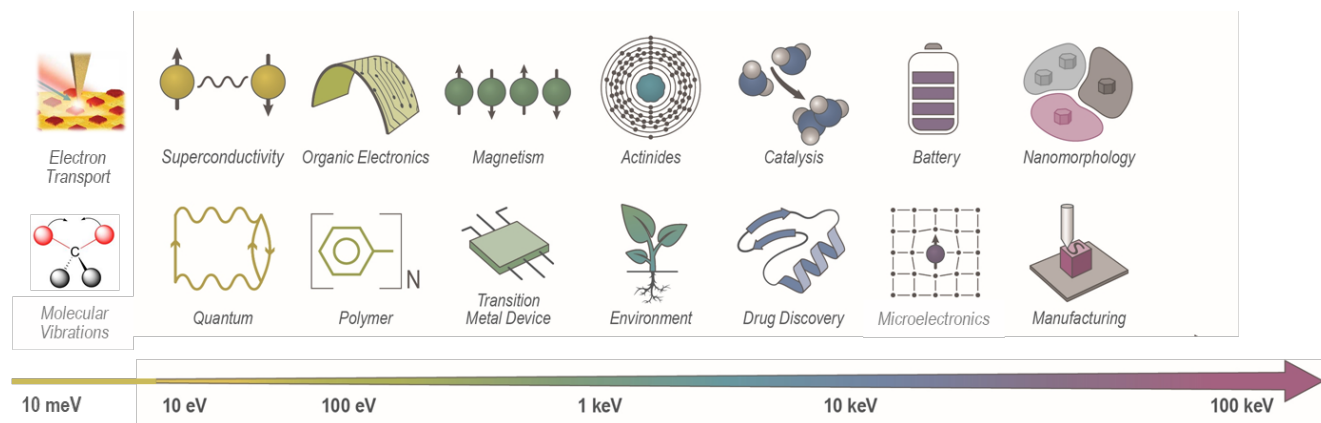 Electron
Transport
Superconductivity
Organic Electronics
Magnetism
Actinides
Catalysis
Battery
Nanomorphology
C
Molecular
Vibrations
Quantum
N
Polymer
Transition
Metal Device
Environment
Drug Discovery
Microelectronics
Manufacturing
10 meV
10 eV
100 eV
1 keV
10 keV
100 keV